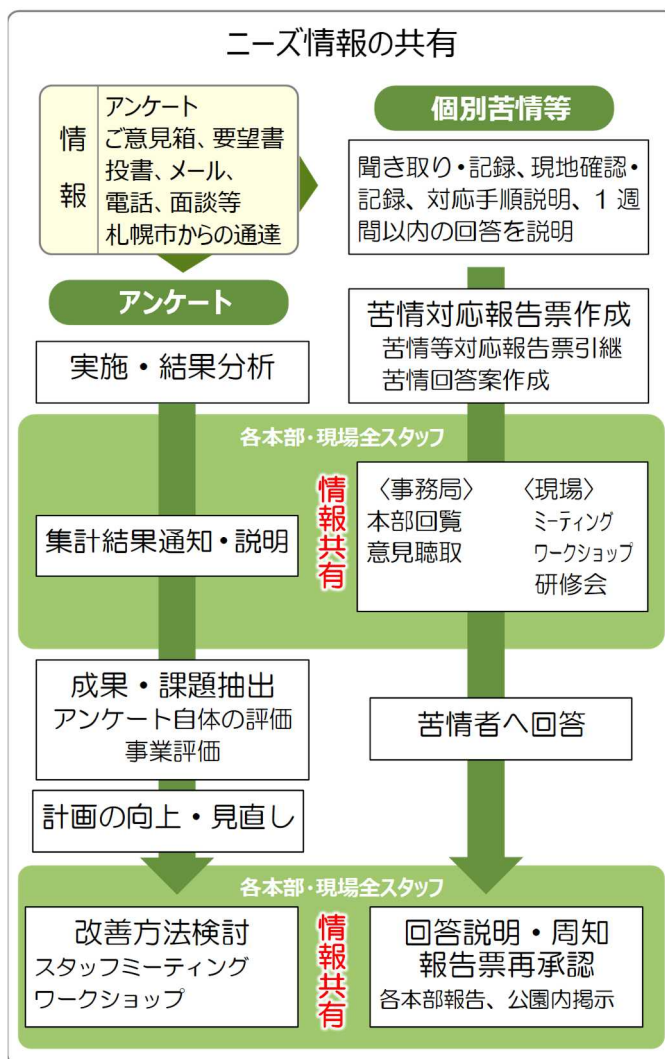 ニーズ情報の共有
情報
アンケート
ご意見箱、要望書
投書、メール、
電話、面談等
札幌市からの通達
個別苦情等
聞き取り・記録、現地確認・
記録、対応手順説明、1 週
間以内の回答を説明
アンケート
実施・結果分析
苦情対応報告票作成
苦情等対応報告票引継
苦情回答案作成
各本部・現場全スタッフ
集計結果通知・説明
情報共有
〈事務局〉 〈現場〉
本部回覧 ミーティング
意見聴取 ワークショップ
研修会
成果・課題抽出
アンケート自体の評価
事業評価
計画の向上・見直し
苦情者へ回答
各本部・現場全スタッフ
改善方法検討
スタッフミーティング
ワークショップ
情報共有
回答説明・周知
報告票再承認
各本部報告、公園内掲示